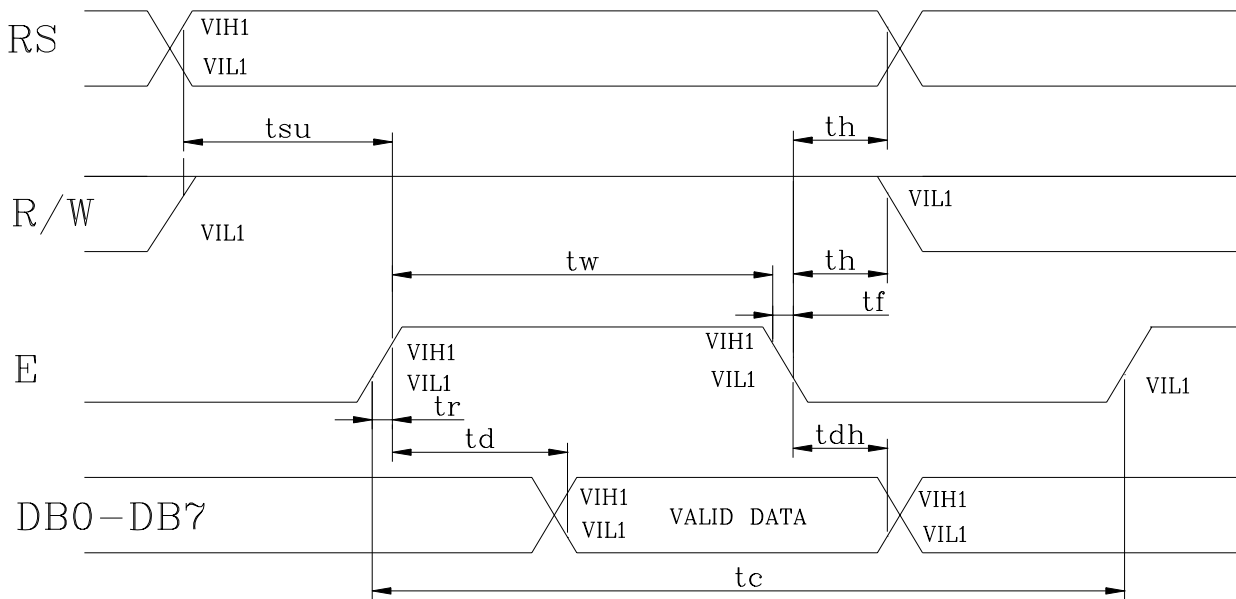 RS
VIH1
VIL1
tsu
th
R/W
VIL1
VIL1
tw
th
tf
E
VIH1
VIL1
VIH1
VIL1
VIL1
tr
td
tdh
DB0-DB7
VIH1
VIL1
VALID DATA
VIH1
VIL1
tc